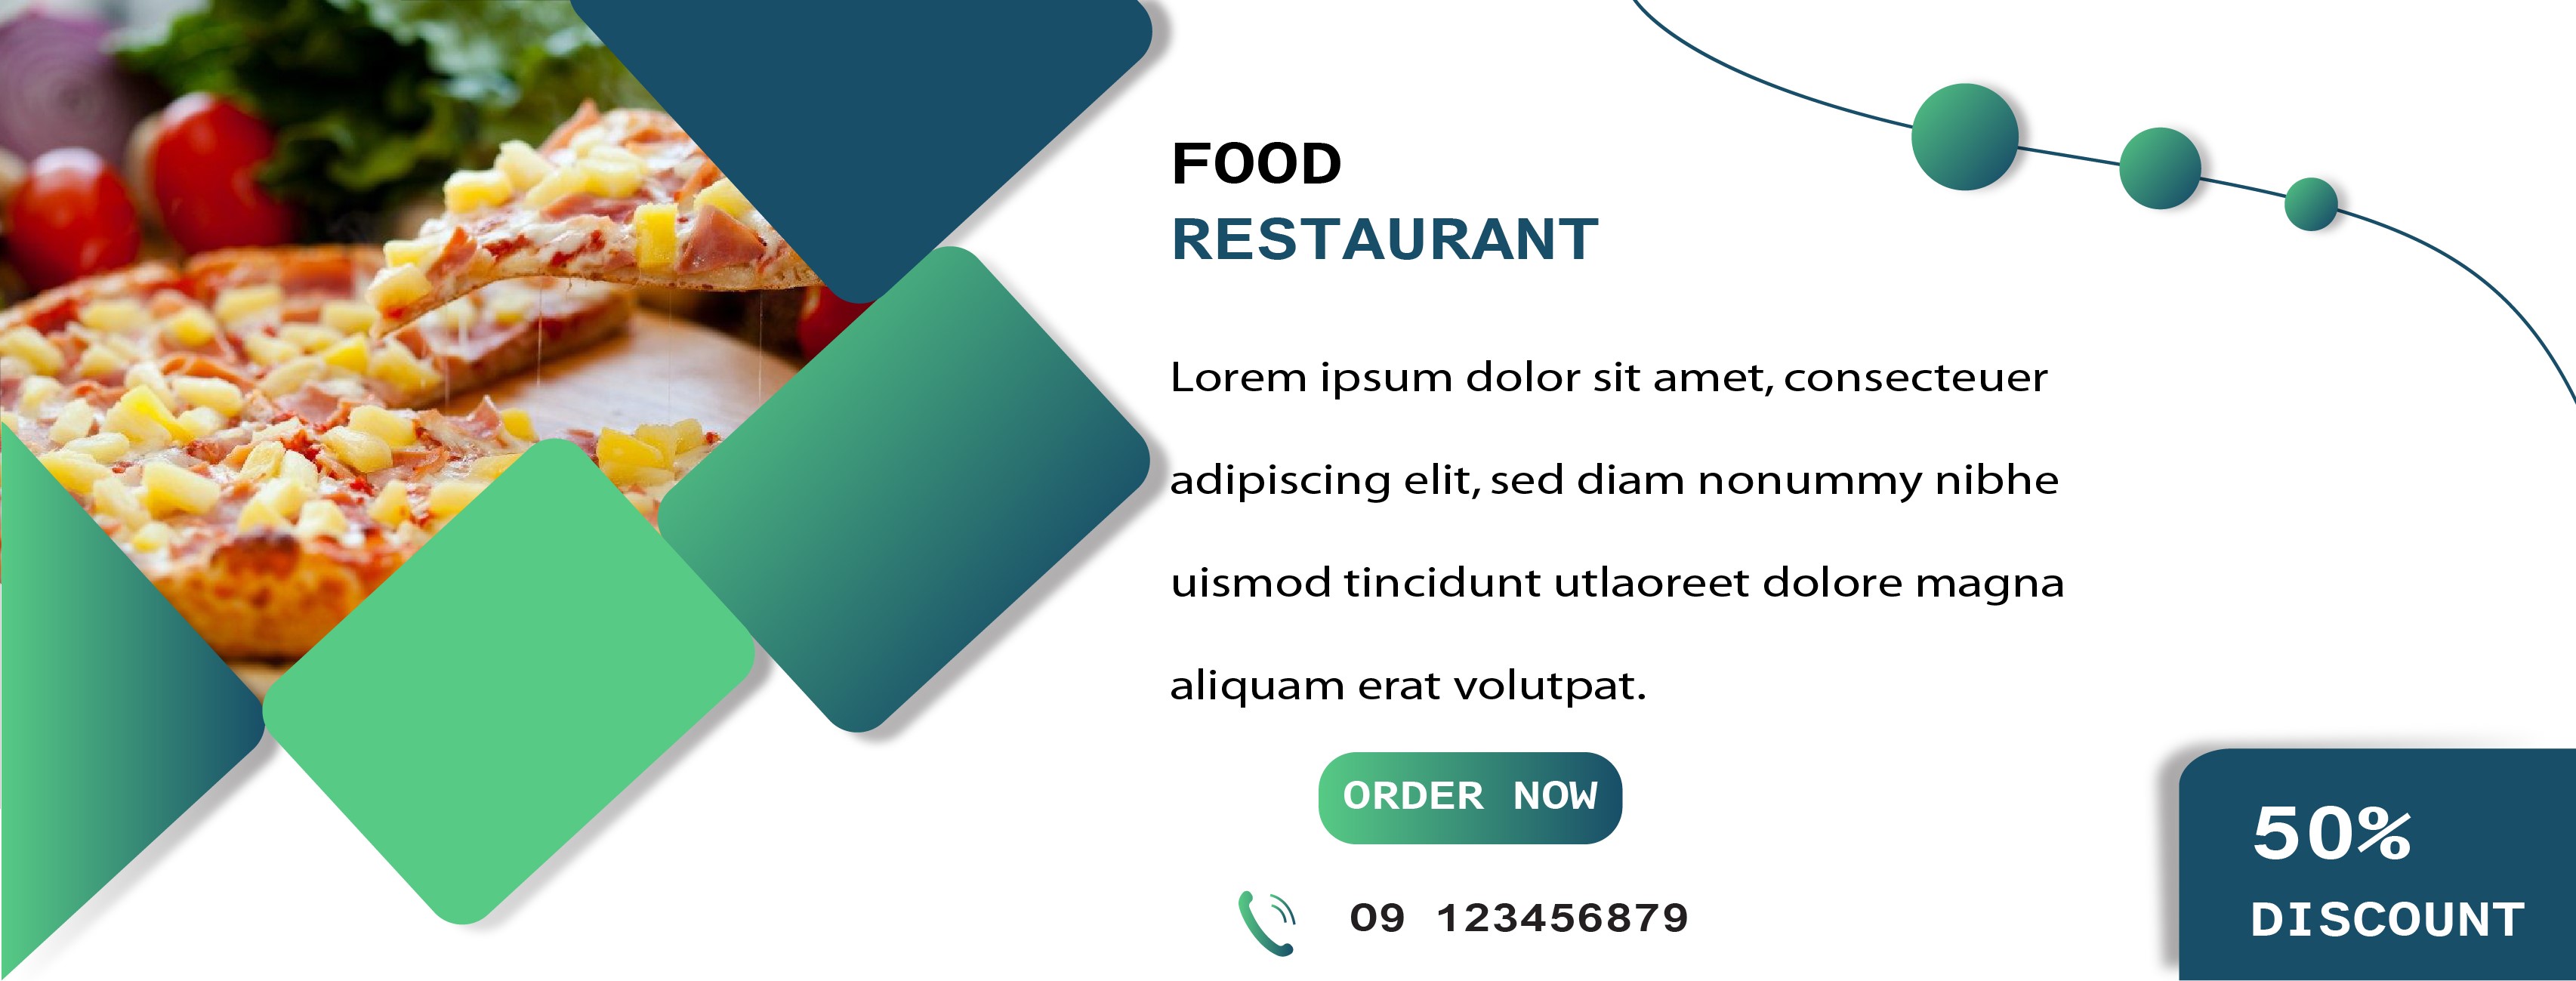 FOOD
RESTAURANT
Lorem ipsum dolor sit amet, consecteuer
adipiscing elit, sed diam nonummy nibhe
uismod tincidunt utlaoreet dolore magna
aliquam erat volutpat.
ORDER NOW
09 123456879
50%
DISCOUNT